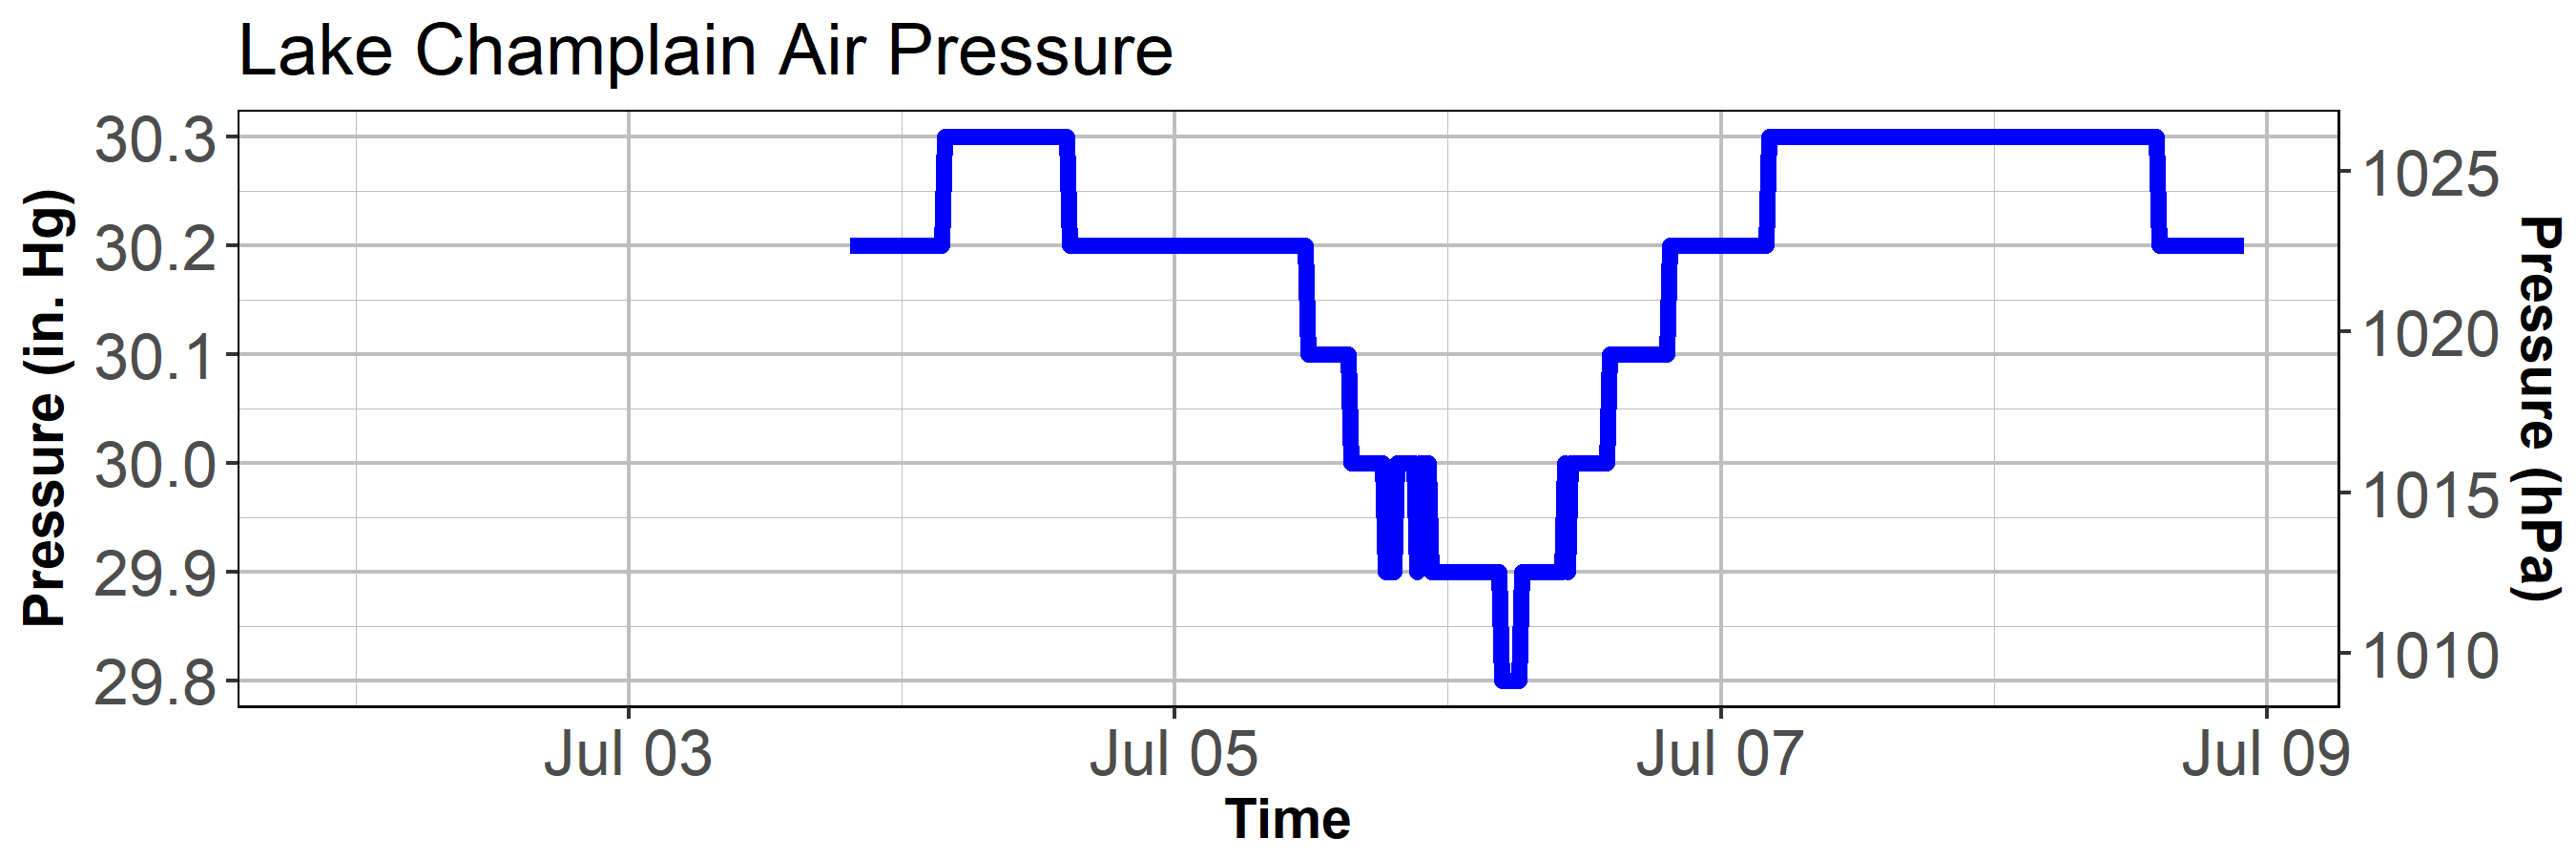 Lake Champlain Air Pressure
Pressure (in. Hg)
30.3
30.2
30.1
30.0
29.9
29.8
1025
1020
1015
1010
Pressure (hPa)
Jul 03
Jul 05
Jul 07
Jul 09
Time